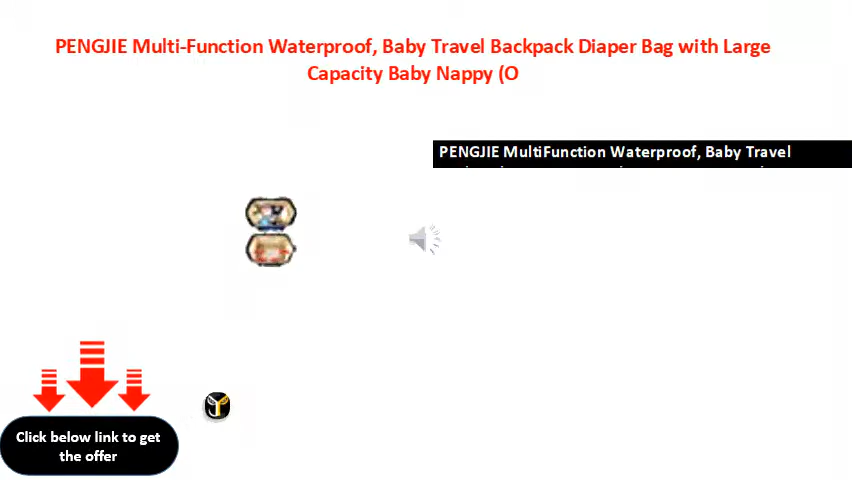 PENGJIE Multi-Function Waterproof, Baby Travel Backpack Diaper Bag with Large
Capacity Baby Nappy (O
PENGJIE MultiFunction Waterproof, Baby Travel
Click below link to get
the offer